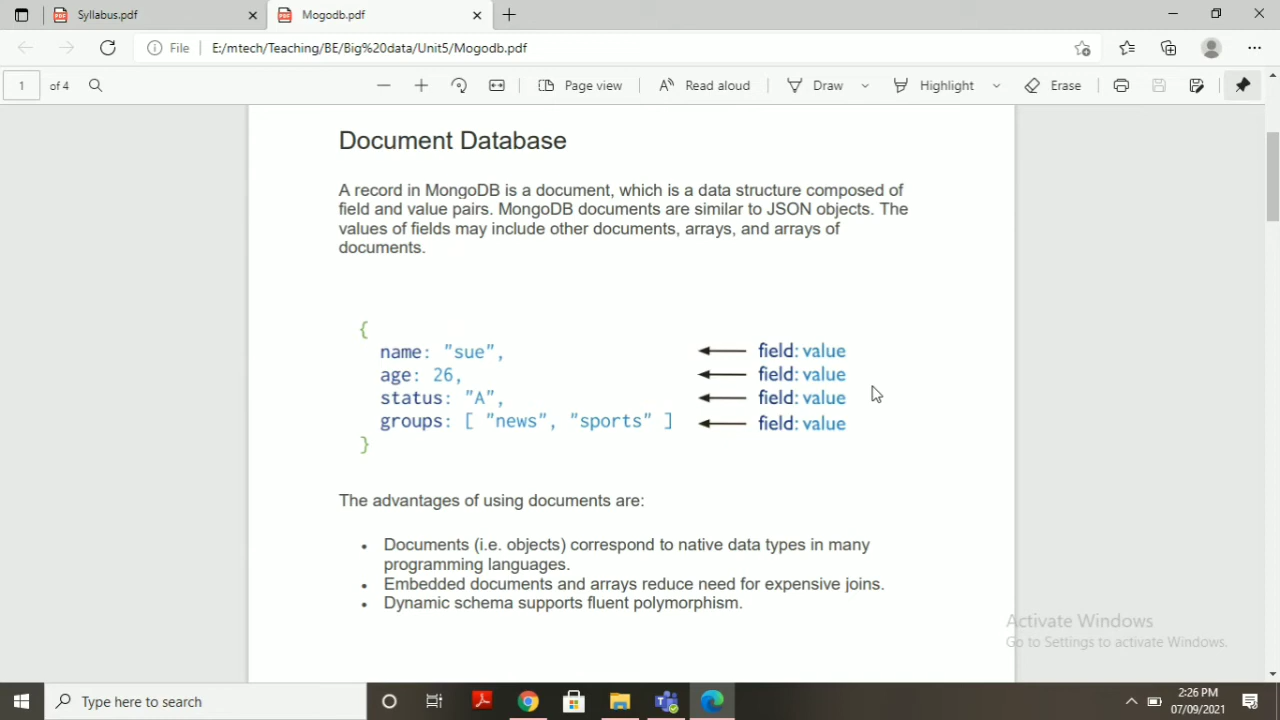 Syllabus.pdf
Mogodb.pdf
File
E:/mtech/Teaching/BE/Big%20data/Unit5/Mogodb.pdf
1 of 4
Page view
Read aloud
Draw
Highlight
Erase
Document Database
A record in MongoDB is a document, which is a data structure composed of
field and value pairs. MongoDB documents are similar to JSON objects. The
values of fields may include other documents, arrays, and arrays of
documents.
{
name: "sue", field: value
age: 26, field: value
status: "A", field: value
groups: [ "news", "sports" ] field: value
}
The advantages of using documents are:
• Documents (i.e. objects) correspond to native data types in many
programming languages.
• Embedded documents and arrays reduce need for expensive joins.
• Dynamic schema supports fluent polymorphism.
Activate Windows
Go to Settings to activate Windows.
Type here to search
2:26 PM
07/09/2021